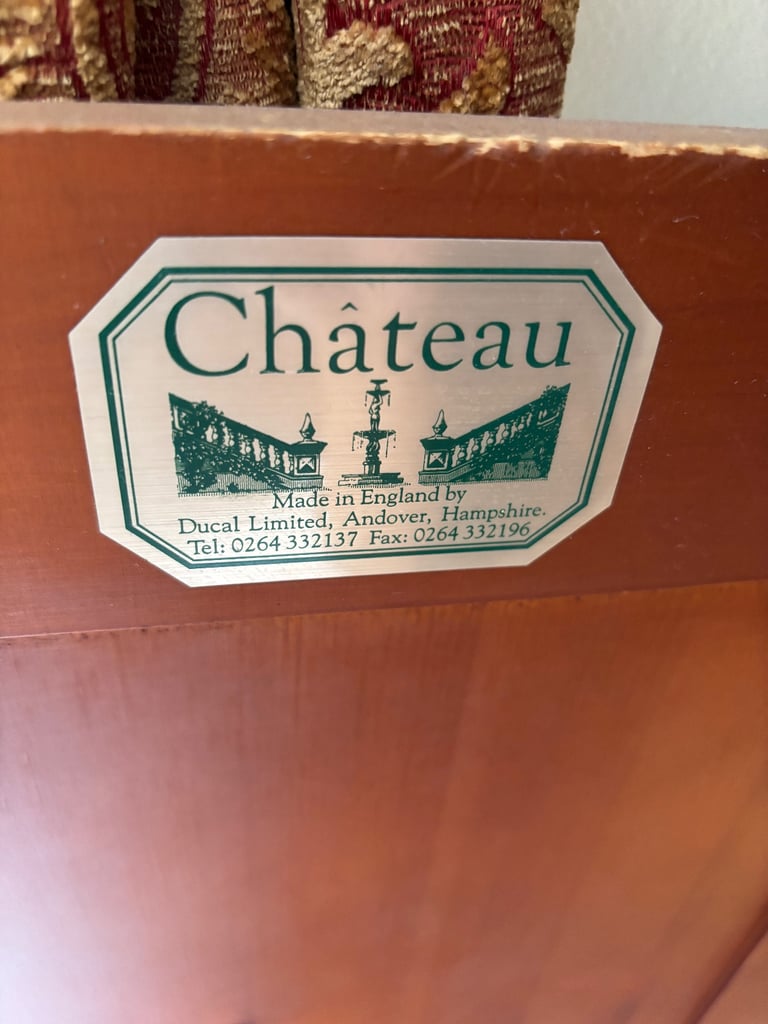 Château
Made in England by
Ducal Limited, Andover, Hampshire.
Tel: 0264 332137 Fax: 0264 332196